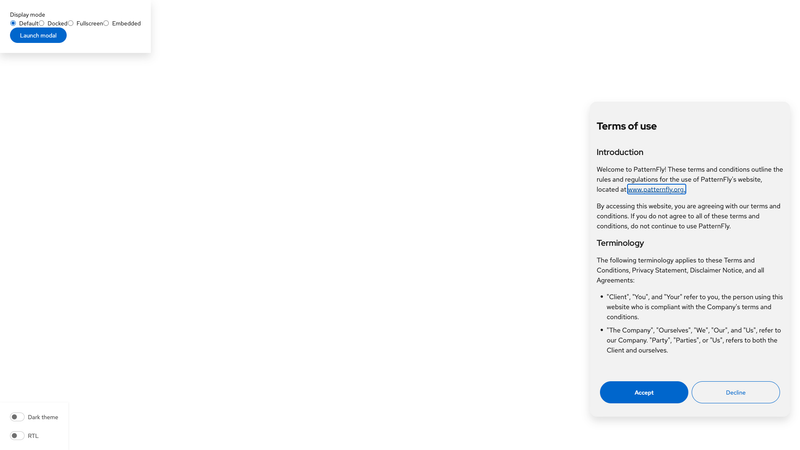 Display mode
Default Docked Fullscreen Embedded
Launch modal
Terms of use
Introduction
Welcome to PatternFly! These terms and conditions outline the
rules and regulations for the use of PatternFly's website,
located at www.patternfly.org.
By accessing this website, you are agreeing with our terms and
conditions. If you do not agree to all of these terms and
conditions, do not continue to use PatternFly.
Terminology
The following terminology applies to these Terms and
Conditions, Privacy Statement, Disclaimer Notice, and all
Agreements:
• "Client", "You", and "Your" refer to you, the person using this
website who is compliant with the Company's terms and
conditions.
• "The Company", "Ourselves", "We", "Our", and "Us", refer to
our Company. "Party", "Parties", or "Us", refers to both the
Client and ourselves.
Accept Decline
Dark theme
RTL